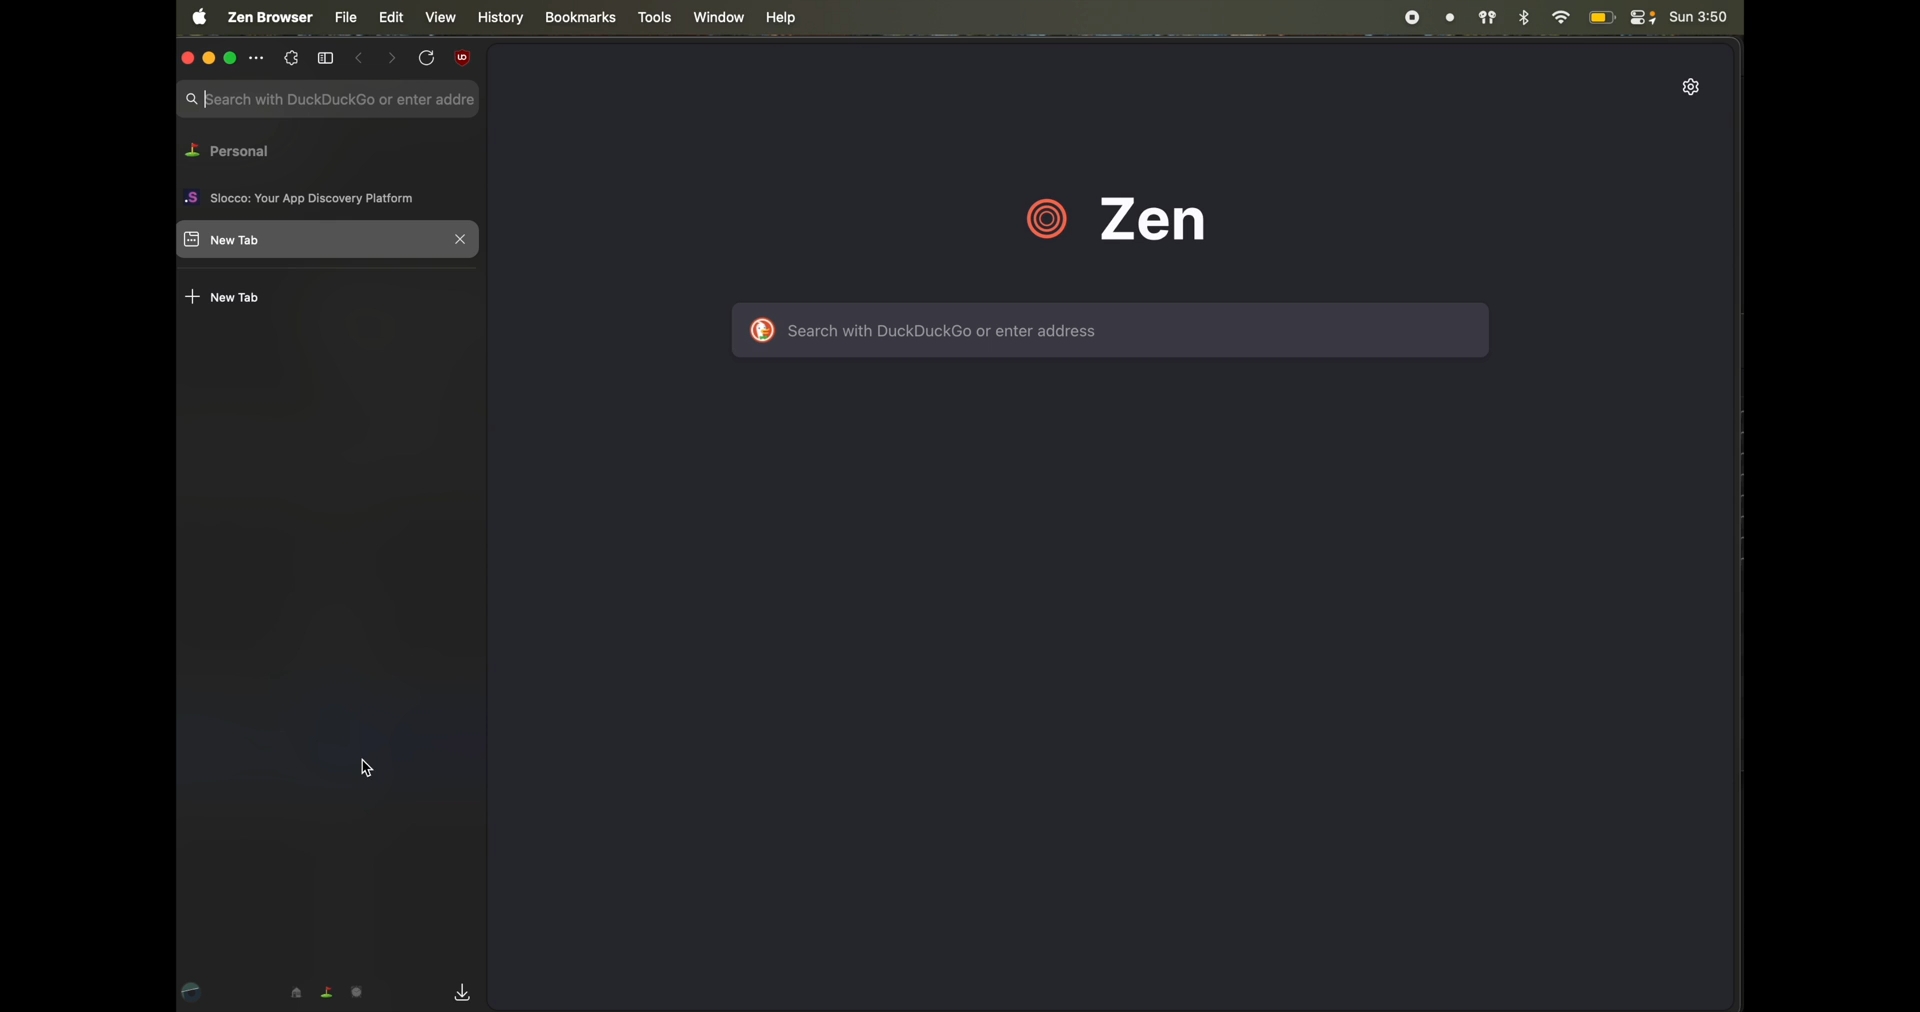 Zen Browser File Edit View History Bookmarks Tools Window Help Sun 3:50
Search with DuckDuckGo or enter addre
Personal
.S Slocco: Your App Discovery Platform
New Tab
New Tab
Zen
Search with DuckDuckGo or enter address